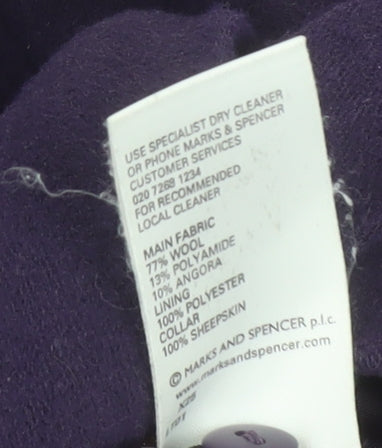 USE SPECIALIST DRY CLEANER
OR PHONE MARKS & SPENCER
CUSTOMER SERVICES
020 7268 1234
FOR RECOMMENDED
LOCAL CLEANER
MAIN FABRIC
77% WOOL
13% POLYAMIDE
10% ANGORA
LINING
100% POLYESTER
COLLAR
100% SHEEPSKIN
© MARKS AND SPENCER p.l.c.
www.marksandspencer.com